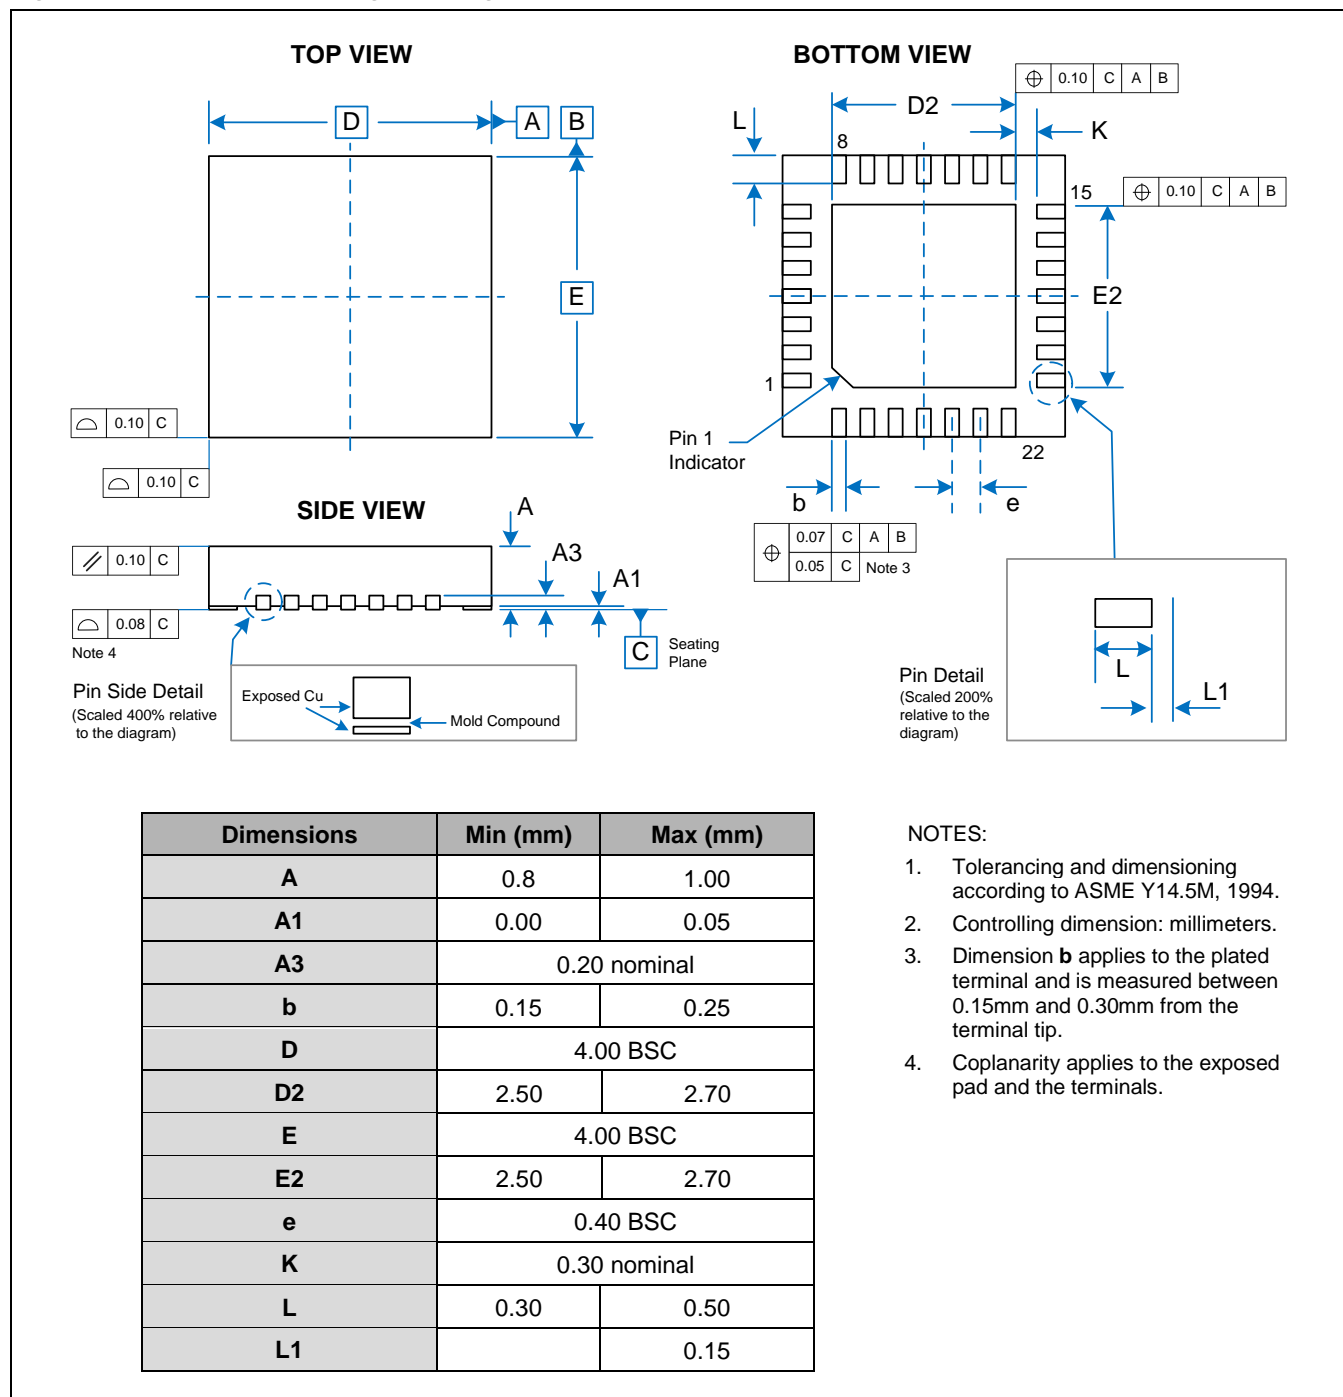 TOP VIEW
BOTTOM VIEW
0.10 C A B
D A B
L D2 K
8
15
0.10 C A B
E
E2
1
0.10 C
0.10 C
Pin 1
Indicator
22
b e
SIDE VIEW
A
0.07 C A B
0.05 C Note 3
0.10 C
A3
A1
0.08 C
Note 4
C
Seating
Plane
Pin Side Detail
(Scaled 400% relative
to the diagram)
Exposed Cu
Mold Compound
Pin Detail
(Scaled 200%
relative to the
diagram)
L
L1
Dimensions Min (mm) Max (mm)
A 0.8 1.00
A1 0.00 0.05
A3 0.20 nominal
b 0.15 0.25
D 4.00 BSC
D2 2.50 2.70
E 4.00 BSC
E2 2.50 2.70
e 0.40 BSC
K 0.30 nominal
L 0.30 0.50
L1 0.15
NOTES:
1. Tolerancing and dimensioning
according to ASME Y14.5M, 1994.
2. Controlling dimension: millimeters.
3. Dimension b applies to the plated
terminal and is measured between
0.15mm and 0.30mm from the
terminal tip.
4. Coplanarity applies to the exposed
pad and the terminals.